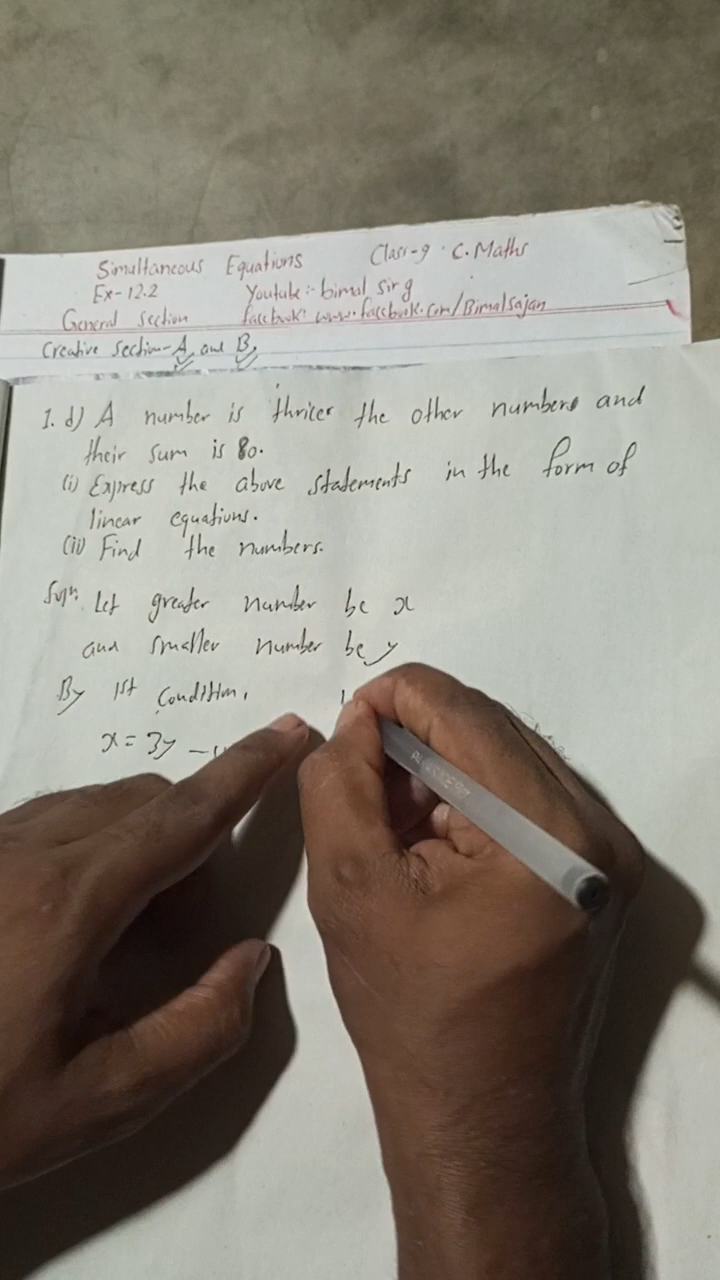 Simultaneous Equations Class-9 C. Maths
Ex-12.2 Youtube:- bimal sir g
General Section facebook: www.facebook.com/Bimalsajan
Creative Section-A and B
1. d) A number is thrice the other numbers and
their sum is 80.
(i) Express the above statements in the form of
linear equations.
(ii) Find the numbers.
Solⁿ: Let greater number be x
and smaller number be y
By 1st Condition,
x = 3y